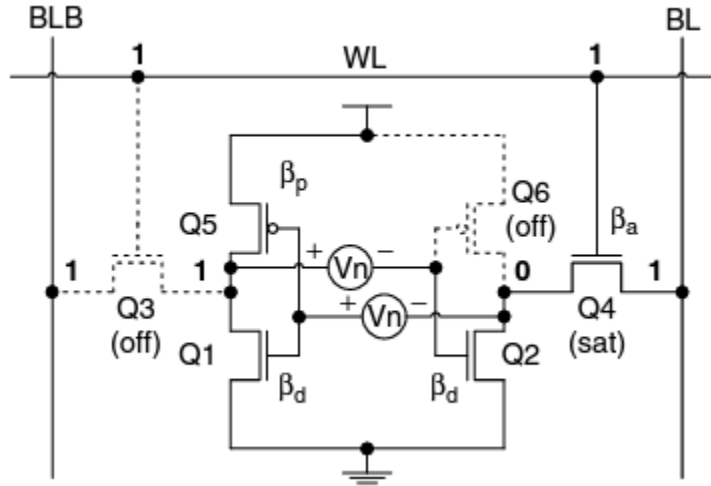 BLB
BL
1
WL
1
βp
Q6
(off)
Q5
βa
+ Vn −
1
1
0
1
+ Vn −
Q3
(off)
Q4
(sat)
Q1
Q2
βd
βd